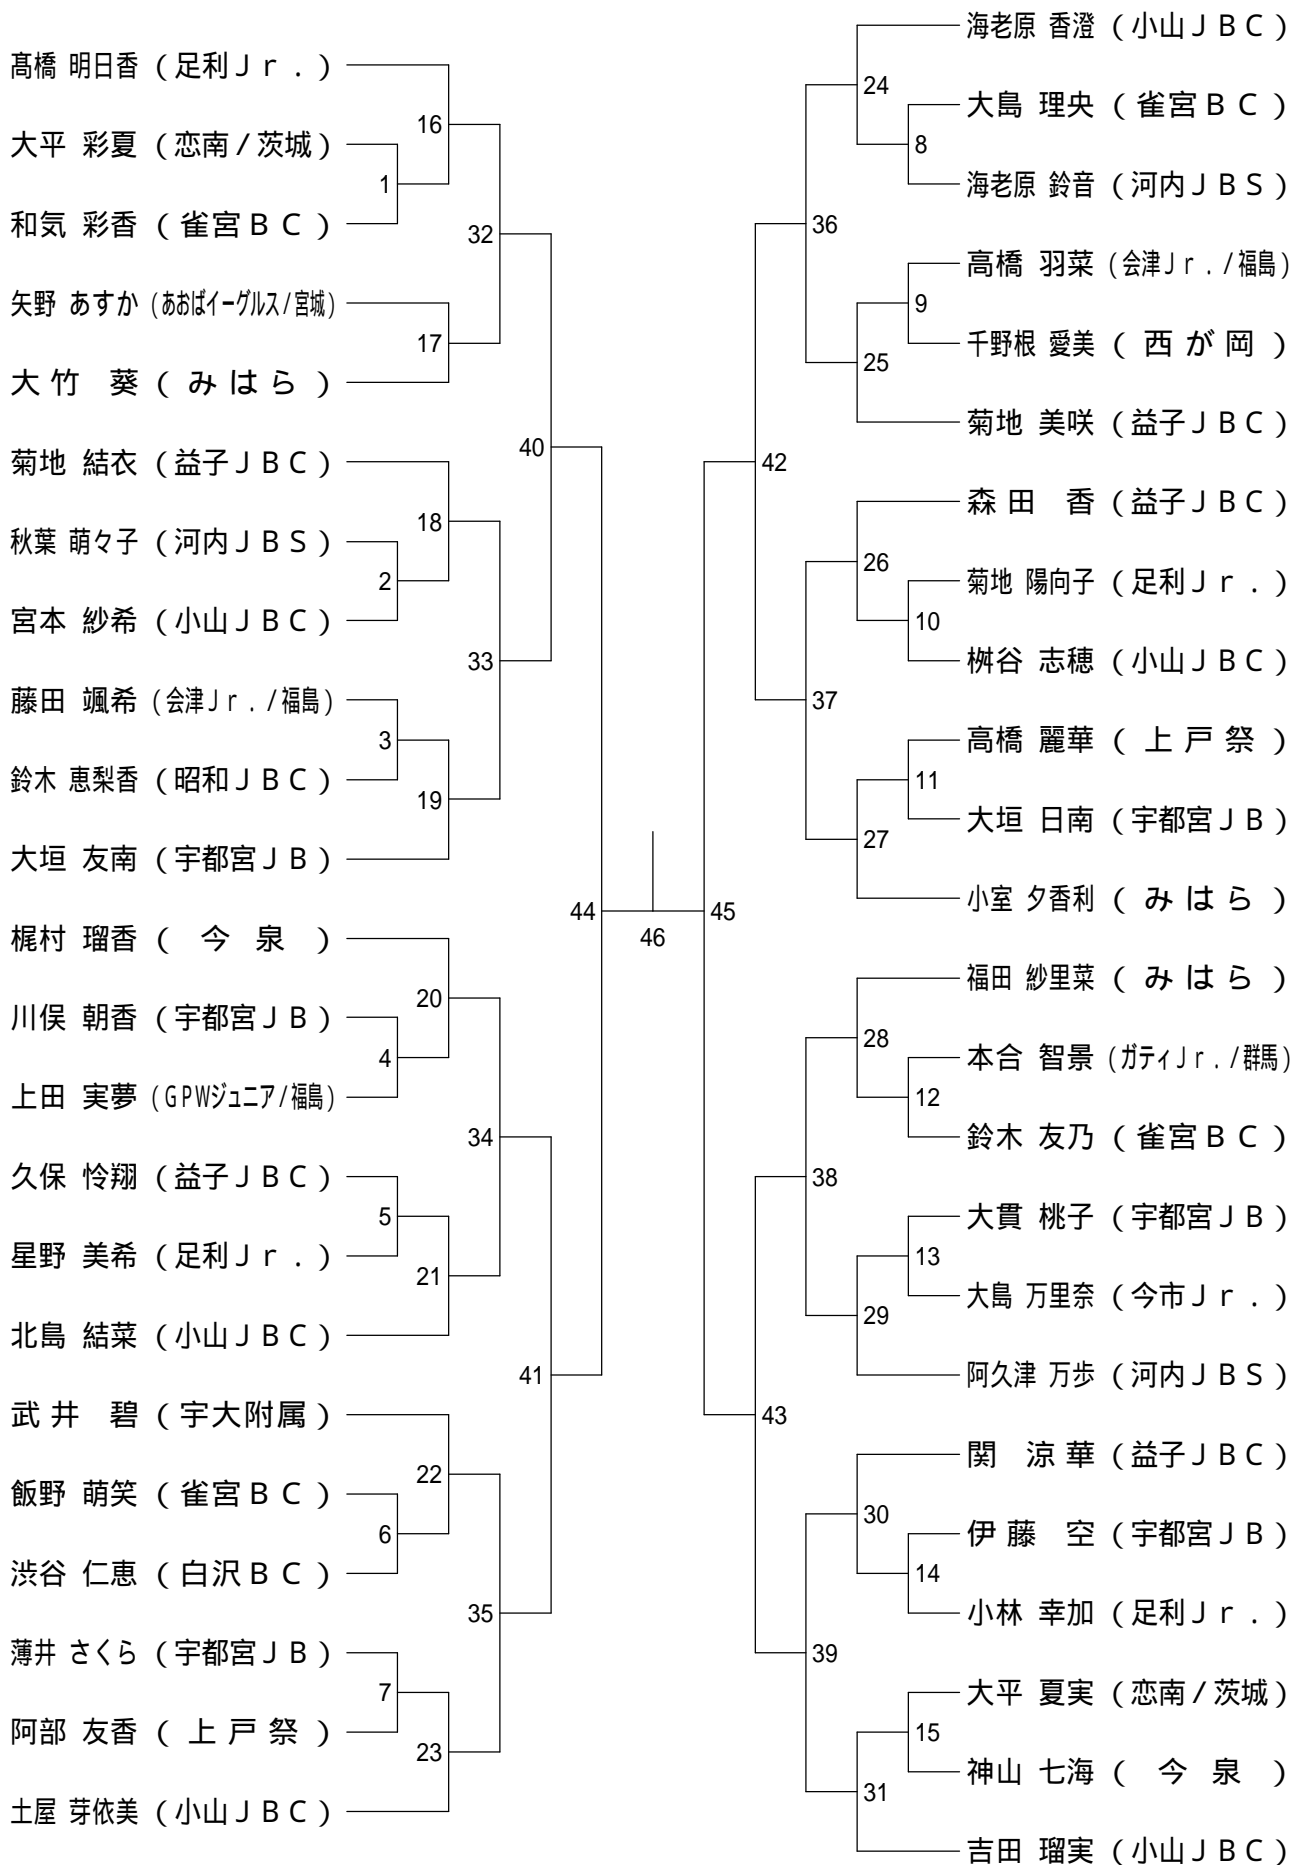 髙橋 明日香 (足利Ｊｒ．)
大平 彩夏 (恋南/茨城)
和気 彩香 (雀宮ＢＣ)
矢野 あすか (あおばイーグルス/宮城)
大竹 葵 (みはら)
菊地 結衣 (益子ＪＢＣ)
秋葉 萌々子 (河内ＪＢＳ)
宮本 紗希 (小山ＪＢＣ)
藤田 颯希 (会津Ｊｒ．/福島)
鈴木 恵梨香 (昭和ＪＢＣ)
大垣 友南 (宇都宮ＪＢ)
梶村 瑠香 (今泉)
川俣 朝香 (宇都宮ＪＢ)
上田 実夢 (GPWジュニア/福島)
久保 怜翔 (益子ＪＢＣ)
星野 美希 (足利Ｊｒ．)
北島 結菜 (小山ＪＢＣ)
武井 碧 (宇大附属)
飯野 萌笑 (雀宮ＢＣ)
渋谷 仁恵 (白沢ＢＣ)
薄井 さくら (宇都宮ＪＢ)
阿部 友香 (上戸祭)
土屋 芽依美 (小山ＪＢＣ)
1
2
3
4
5
6
7
16
17
18
19
20
21
22
23
32
33
34
35
40
41
44
46
45
42
43
36
37
38
39
24
25
26
27
28
29
30
31
8
9
10
11
12
13
14
15
海老原 香澄 (小山ＪＢＣ)
大島 理央 (雀宮ＢＣ)
海老原 鈴音 (河内ＪＢＳ)
高橋 羽菜 (会津Ｊｒ．/福島)
千野根 愛美 (西が岡)
菊地 美咲 (益子ＪＢＣ)
森田 香 (益子ＪＢＣ)
菊地 陽向子 (足利Ｊｒ．)
桝谷 志穂 (小山ＪＢＣ)
高橋 麗華 (上戸祭)
大垣 日南 (宇都宮ＪＢ)
小室 夕香利 (みはら)
福田 紗里菜 (みはら)
本合 智景 (ガティＪｒ．/群馬)
鈴木 友乃 (雀宮ＢＣ)
大貫 桃子 (宇都宮ＪＢ)
大島 万里奈 (今市Ｊｒ．)
阿久津 万歩 (河内ＪＢＳ)
関 涼華 (益子ＪＢＣ)
伊藤 空 (宇都宮ＪＢ)
小林 幸加 (足利Ｊｒ．)
大平 夏実 (恋南/茨城)
神山 七海 (今泉)
吉田 瑠実 (小山ＪＢＣ)